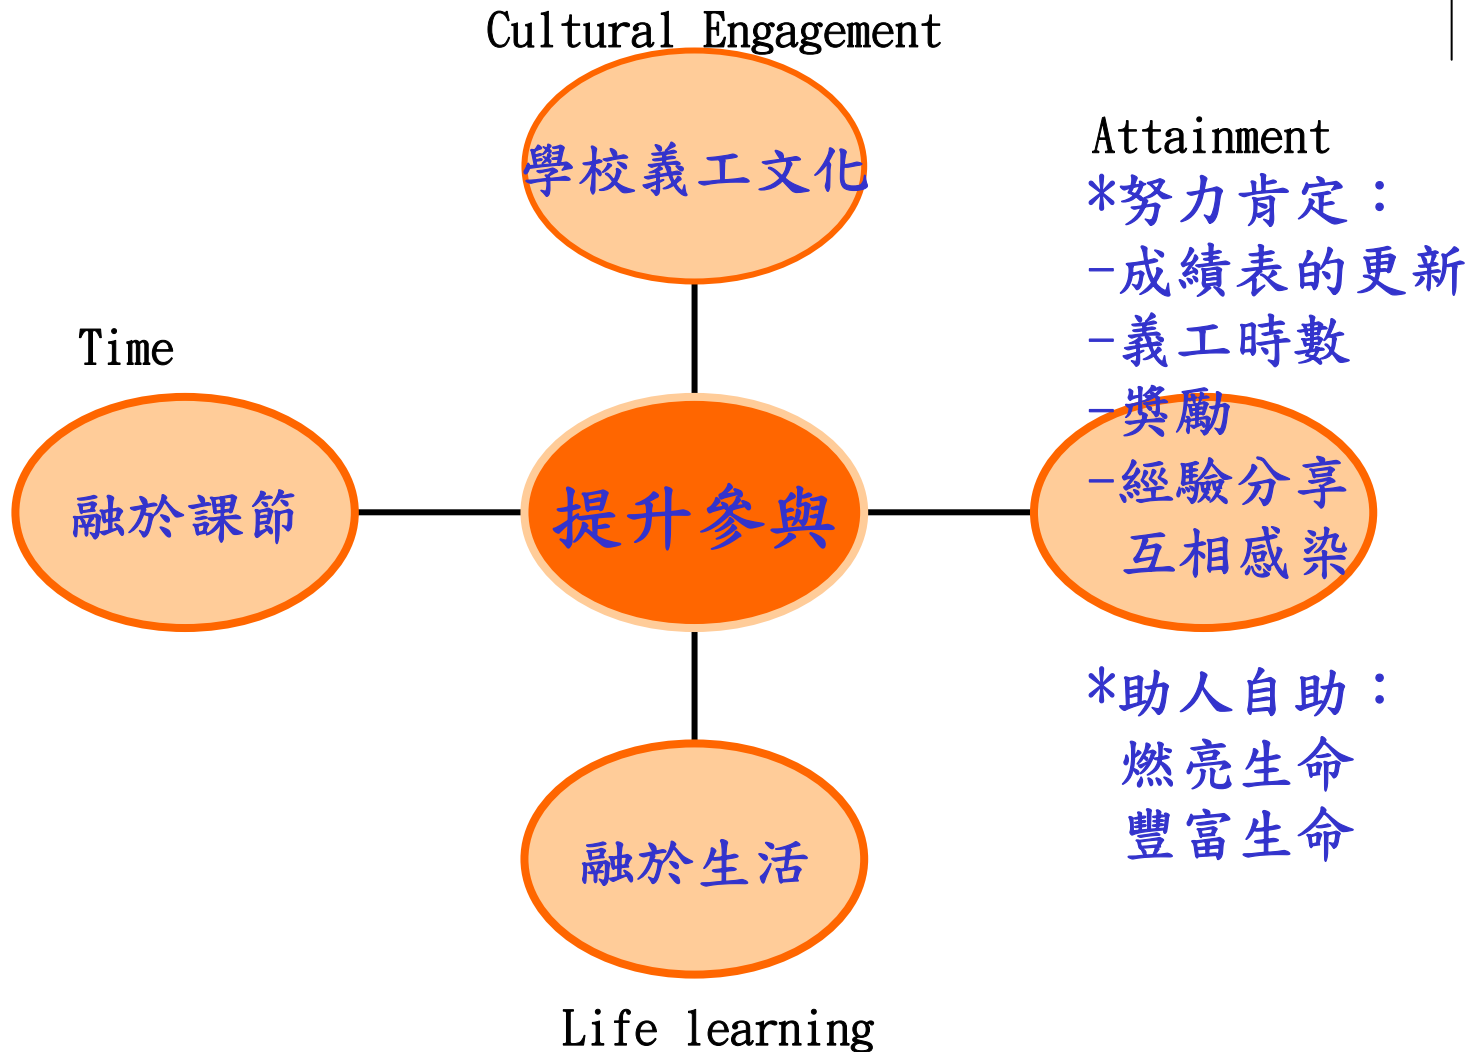 Cultural Engagement
學校義工文化
Time
融於課節
提升參與
Attainment
*努力肯定：
-成績表的更新
-義工時數
-獎勵
-經驗分享
互相感染
*助人自助：
燃亮生命
豐富生命
融於生活
Life learning